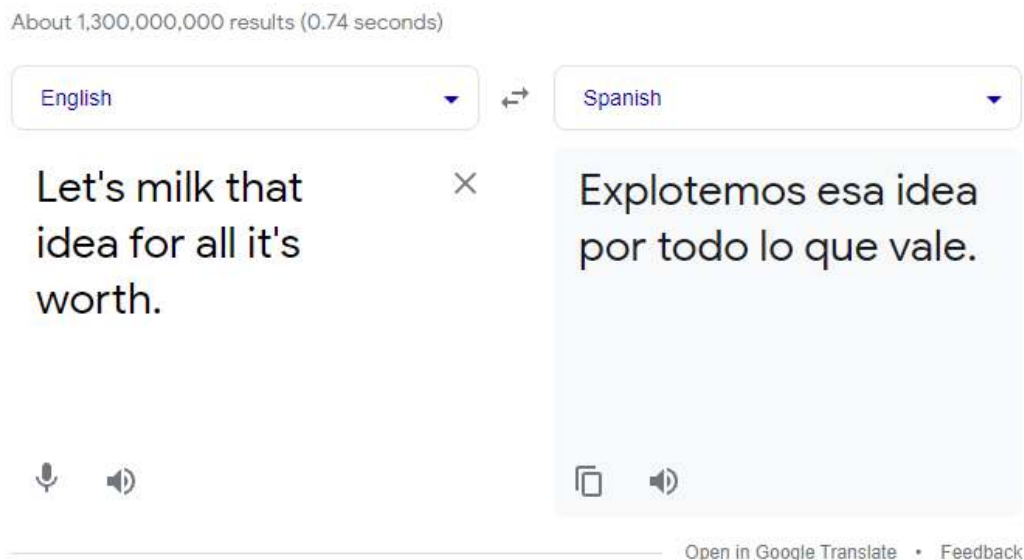 About 1,300,000,000 results (0.74 seconds)
English
Spanish
Let's milk that
idea for all it's
worth.
Explotemos esa idea
por todo lo que vale.
Open in Google Translate • Feedback